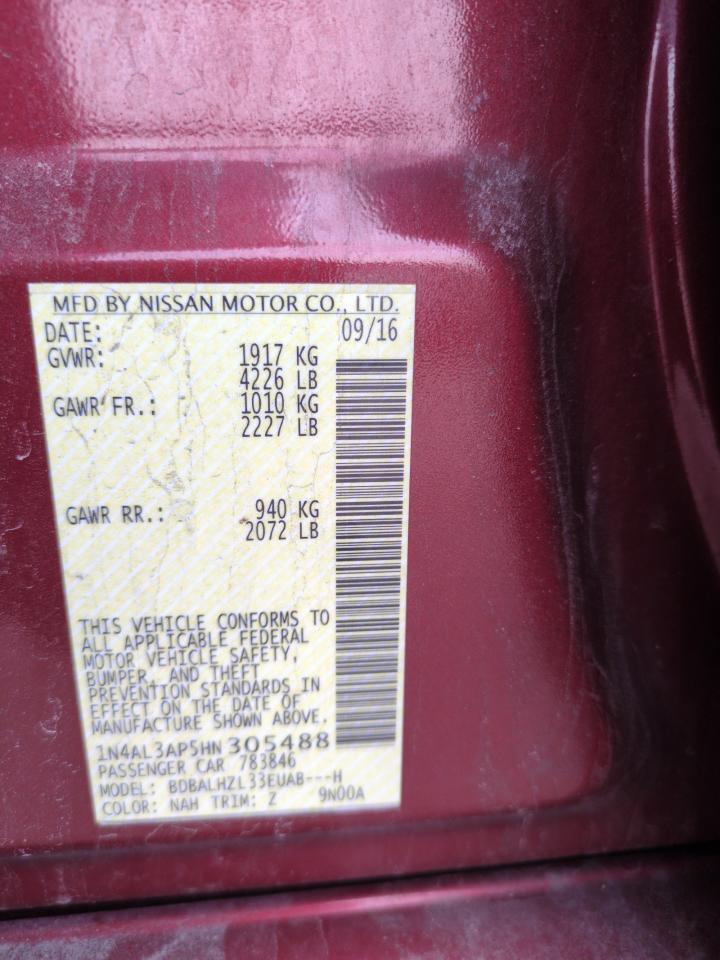 MFD BY NISSAN MOTOR CO., LTD.
DATE: 09/16
GVWR: 1917 KG
4226 LB
GAWR FR.: 1010 KG
2227 LB
GAWR RR.: 940 KG
2072 LB
THIS VEHICLE CONFORMS TO
ALL APPLICABLE FEDERAL
MOTOR VEHICLE SAFETY,
BUMPER, AND THEFT
PREVENTION STANDARDS IN
EFFECT ON THE DATE OF
MANUFACTURE SHOWN ABOVE.
1N4AL3AP5HN305488
PASSENGER CAR 783846
MODEL: BDBALHZL33EUAB---H
COLOR: NAH TRIM: Z 9N00A